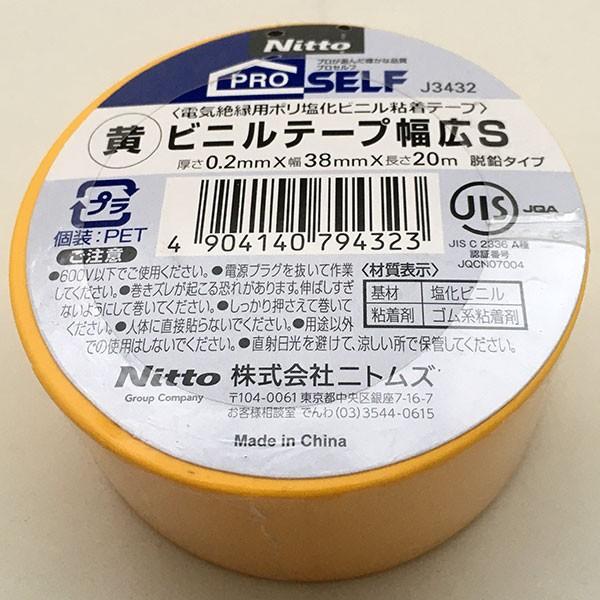 Nitto
プロが選んだ確かな品質
プロセルフ
PRO SELF J3432
〈電気絶縁用ポリ塩化ビニル粘着テープ〉
黄 ビニルテープ幅広S
厚さ0.2mmX幅38mmX長さ20m 脱鉛タイプ
プラ
個装:PET
4 904140 794323
JIS JQA
JIS C 2336 A種
認証番号
JQCN07004
ご注意
●600V以下でご使用ください。●電源プラグを抜いて作業
してください。●巻きズレが起こる恐れがあります。伸ばしすぎ
ないようにして巻いてください。●しっかり押さえて巻いて
ください。●人体に直接貼らないでください。●用途以外
での使用はしないでください。●直射日光を避けて、涼しい所で保管してください。
〈材質表示〉
基材 塩化ビニル
粘着剤 ゴム系粘着剤
Nitto 株式会社ニトムズ
Group Company
〒104-0061 東京都中央区銀座7-16-7
お客様相談室 でんわ(03)3544-0615
Made in China